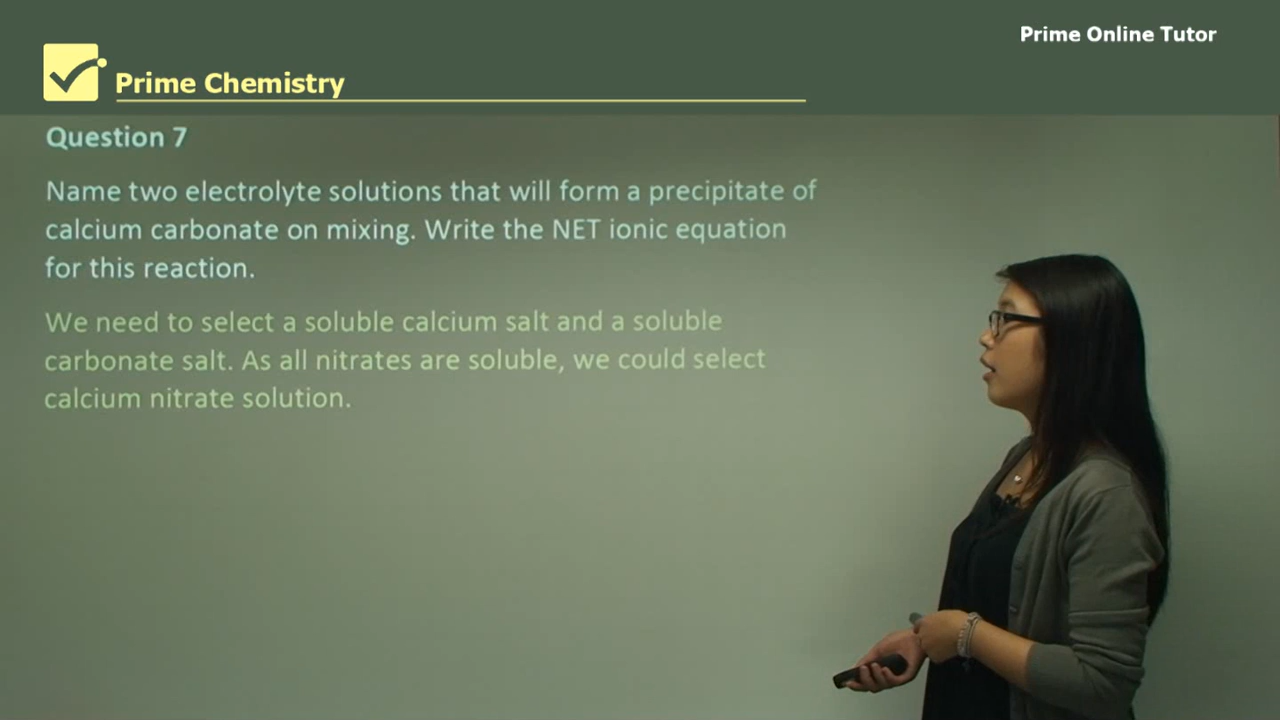 Prime Online Tutor
Prime Chemistry
Question 7
Name two electrolyte solutions that will form a precipitate of
calcium carbonate on mixing. Write the NET ionic equation
for this reaction.
We need to select a soluble calcium salt and a soluble
carbonate salt. As all nitrates are soluble, we could select
calcium nitrate solution.